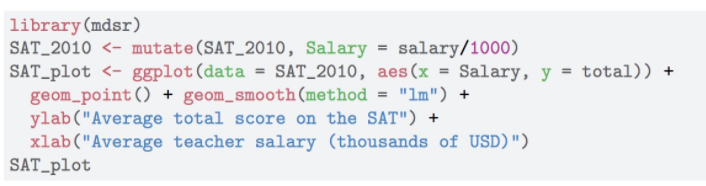 library(mdsr)
SAT_2010 <- mutate(SAT_2010, Salary = salary/1000)
SAT_plot <- ggplot(data = SAT_2010, aes(x = Salary, y = total)) +
  geom_point() + geom_smooth(method = "lm") +
  ylab("Average total score on the SAT") +
  xlab("Average teacher salary (thousands of USD)")
SAT_plot